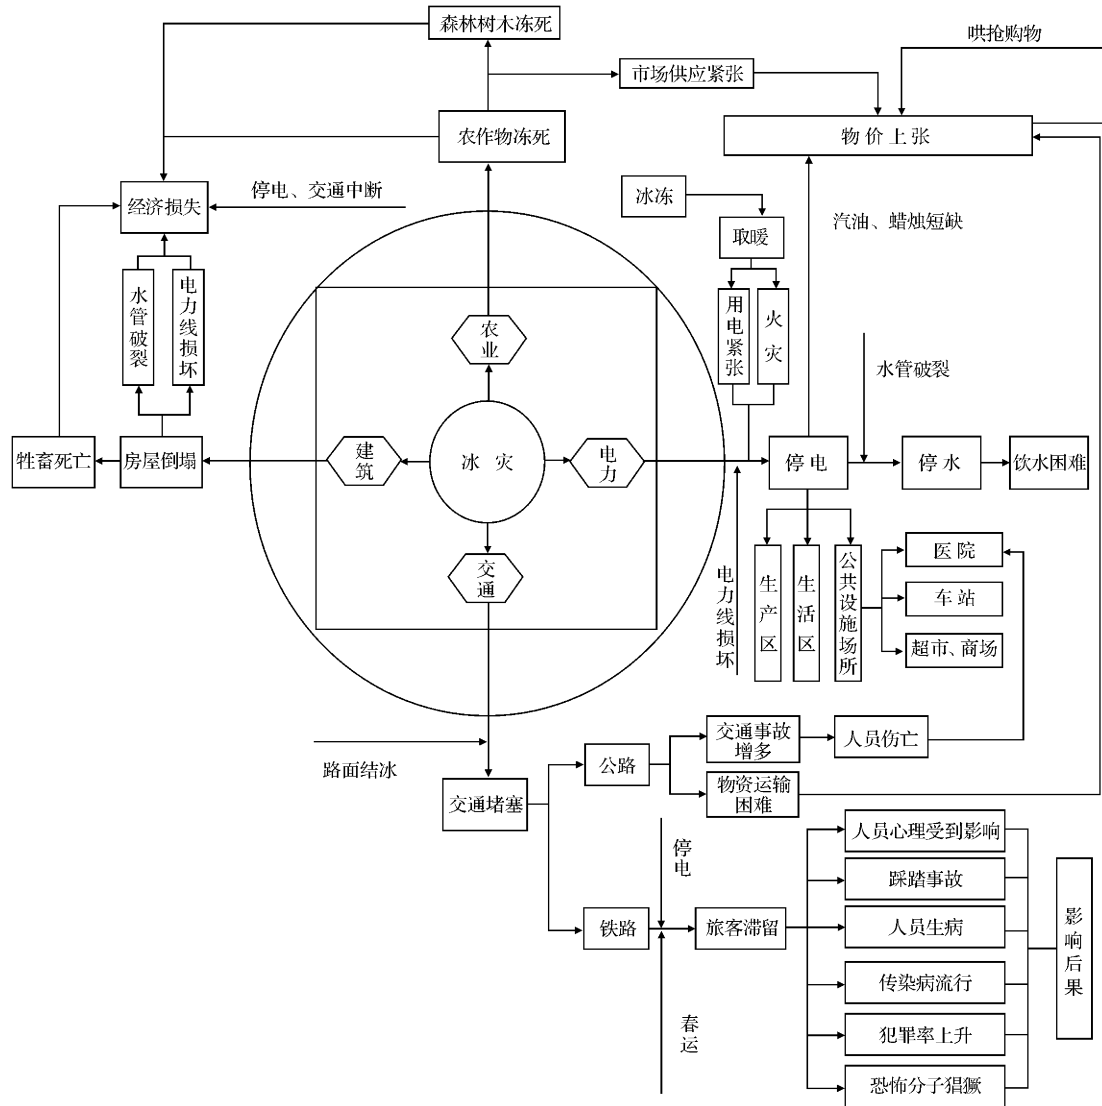 森林树木冻死
哄抢购物
市场供应紧张
农作物冻死
物价上张
经济损失
停电、交通中断
冰冻
汽油、蜡烛短缺
取暖
水管破裂
电力线损坏
用电紧张
火灾
农业
水管破裂
牲畜死亡
房屋倒塌
建筑
冰 灾
电力
停电
停水
饮水困难
交通
电力线损坏
生产区
生活区
公共设施场所
医院
车站
超市、商场
路面结冰
交通堵塞
公路
交通事故
增多
人员伤亡
物资运输
困难
停电
铁路
旅客滞留
春运
人员心理受到影响
踩踏事故
人员生病
传染病流行
犯罪率上升
恐怖分子猖獗
影响后果